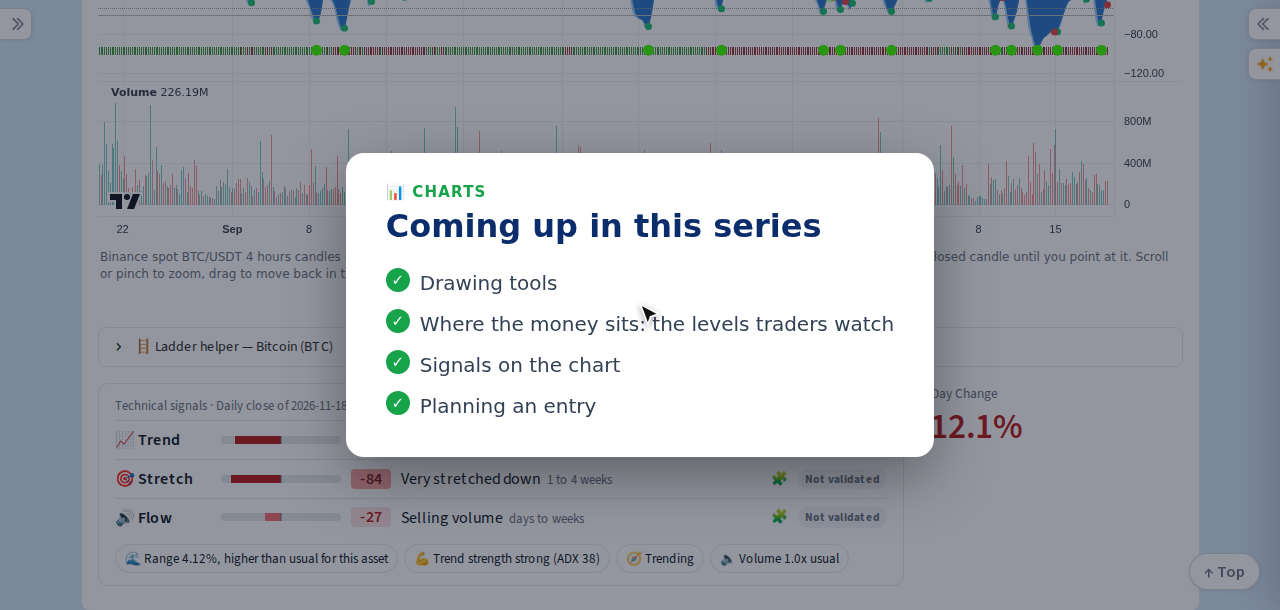 −80.00
−120.00
Volume 226.19M
800M
400M
0
22
Sep
8
8
15
Binance spot BTC/USDT 4 hours candles
losed candle until you point at it. Scroll
or pinch to zoom, drag to move back in t
📊 CHARTS
Coming up in this series
✓ Drawing tools
✓ Where the money sits: the levels traders watch
✓ Signals on the chart
✓ Planning an entry
🪜 Ladder helper — Bitcoin (BTC)
Technical signals · Daily close of 2026-11-18
Day Change
12.1%
📈 Trend
🎯 Stretch
-84 Very stretched down 1 to 4 weeks
🧩 Not validated
🔊 Flow
-27 Selling volume days to weeks
🧩 Not validated
🌊 Range 4.12%, higher than usual for this asset
💪 Trend strength strong (ADX 38)
🧭 Trending
🔈 Volume 1.0x usual
↑ Top